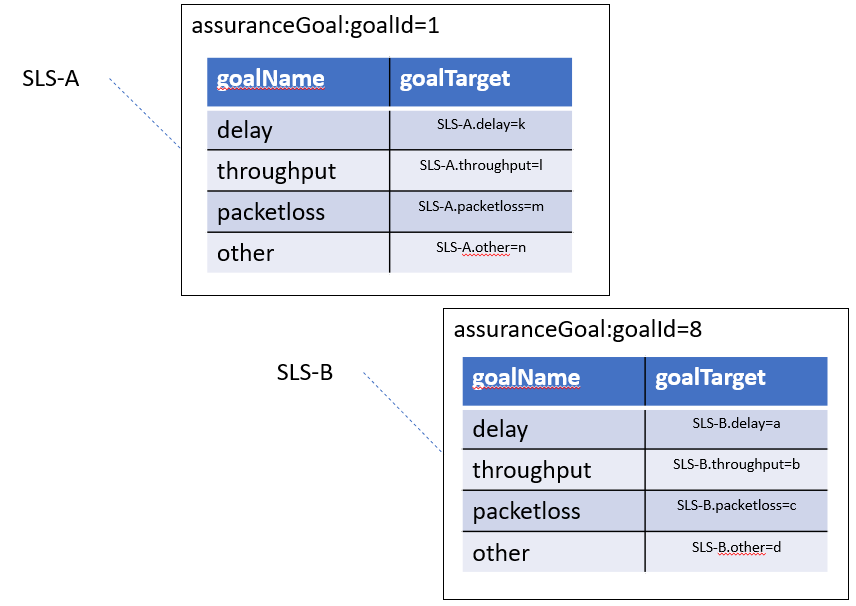 assuranceGoal:goalId=1
SLS-A
goalName goalTarget
delay SLS-A.delay=k
throughput SLS-A.throughput=l
packetloss SLS-A.packetloss=m
other SLS-A.other=n
assuranceGoal:goalId=8
SLS-B
goalName goalTarget
delay SLS-B.delay=a
throughput SLS-B.throughput=b
packetloss SLS-B.packetloss=c
other SLS-B.other=d